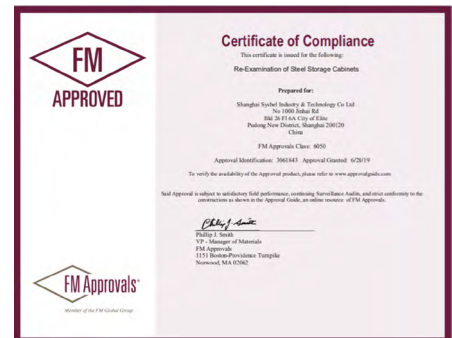 FM
APPROVED
Certificate of Compliance
This certificate is issued for the following:
Re-Examination of Steel Storage Cabinets
Prepared for:
Shanghai Sysbel Industry & Technology Co Ltd
No 1000 Jinhai Rd
Bld 26 Fl 6A City of Elite
Pudong New District, Shanghai 200120
China
FM Approvals Class: 6050
Approval Identification: 3061843 Approval Granted: 6/28/19
To verify the availability of the Approved product, please refer to www.approvalguide.com
Said Approval is subject to satisfactory field performance, continuing Surveillance Audits, and strict conformity to the
constructions as shown in the Approval Guide, an online resource of FM Approvals.
Phillip J. Smith
Phillip J. Smith
VP - Manager of Materials
FM Approvals
1151 Boston-Providence Turnpike
Norwood, MA 02062
FM Approvals
Member of the FM Global Group